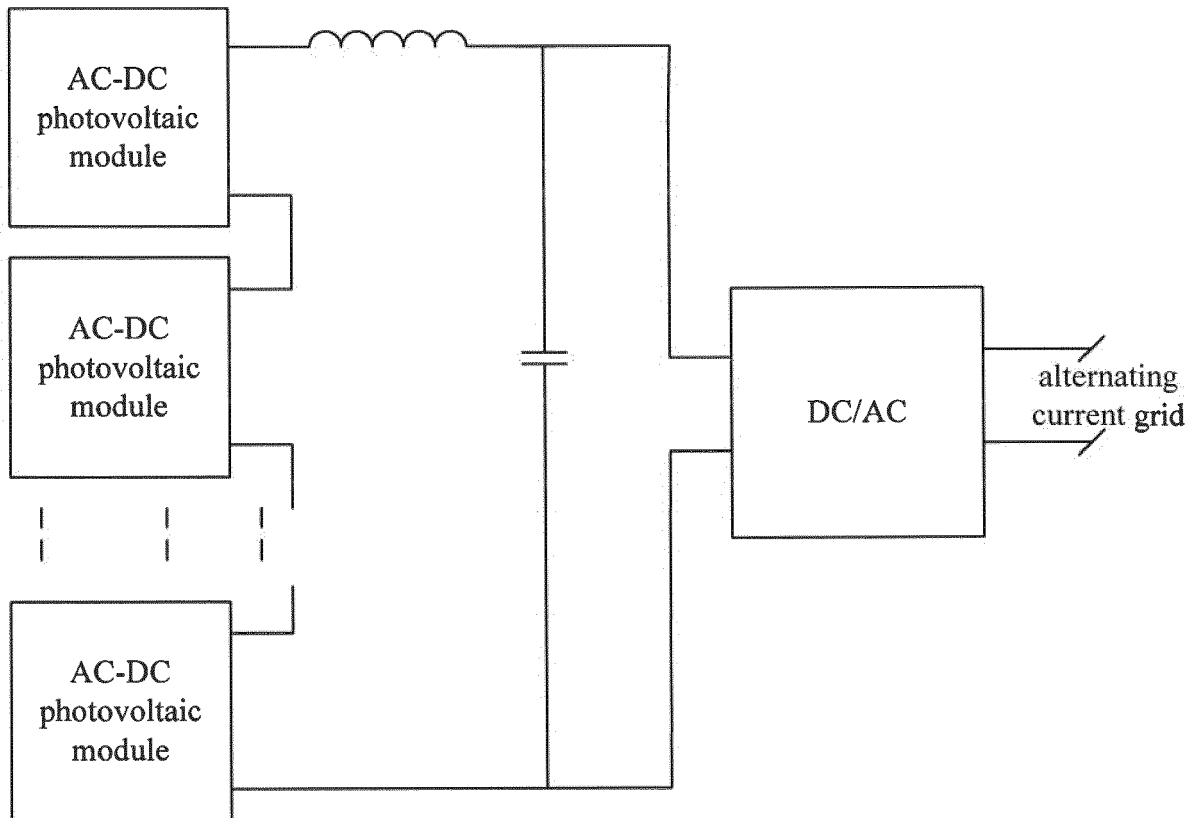 AC-DC
photovoltaic
module
AC-DC
photovoltaic
module
DC/AC
alternating
current grid
AC-DC
photovoltaic
module